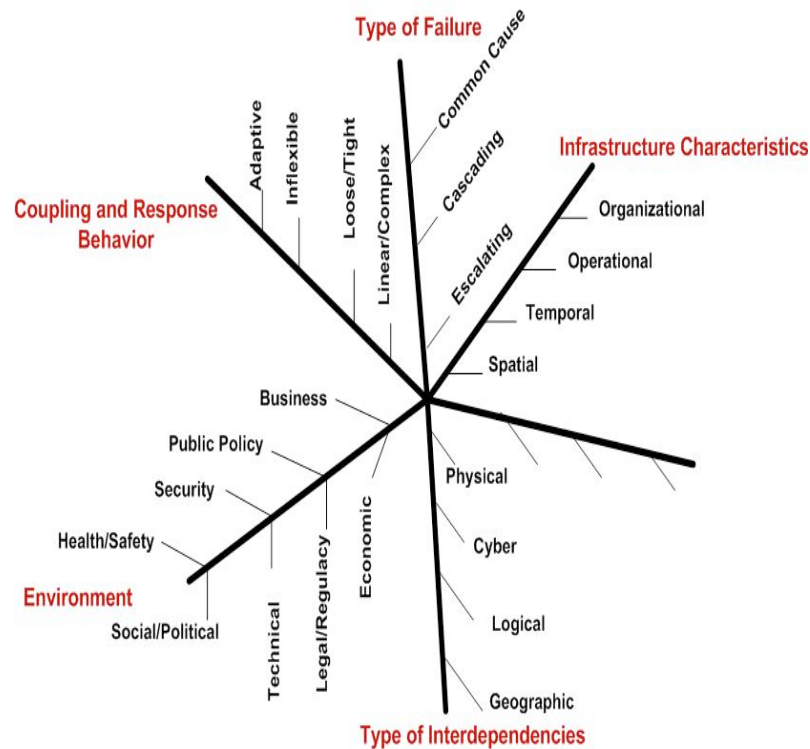 Type of Failure
Common Cause
Cascading
Escalating
Infrastructure Characteristics
Organizational
Operational
Temporal
Spatial
Coupling and Response
Behavior
Adaptive
Inflexible
Loose/Tight
Linear/Complex
Business
Public Policy
Security
Health/Safety
Environment
Social/Political
Technical
Legal/Regulacy
Economic
Physical
Cyber
Logical
Geographic
Type of Interdependencies